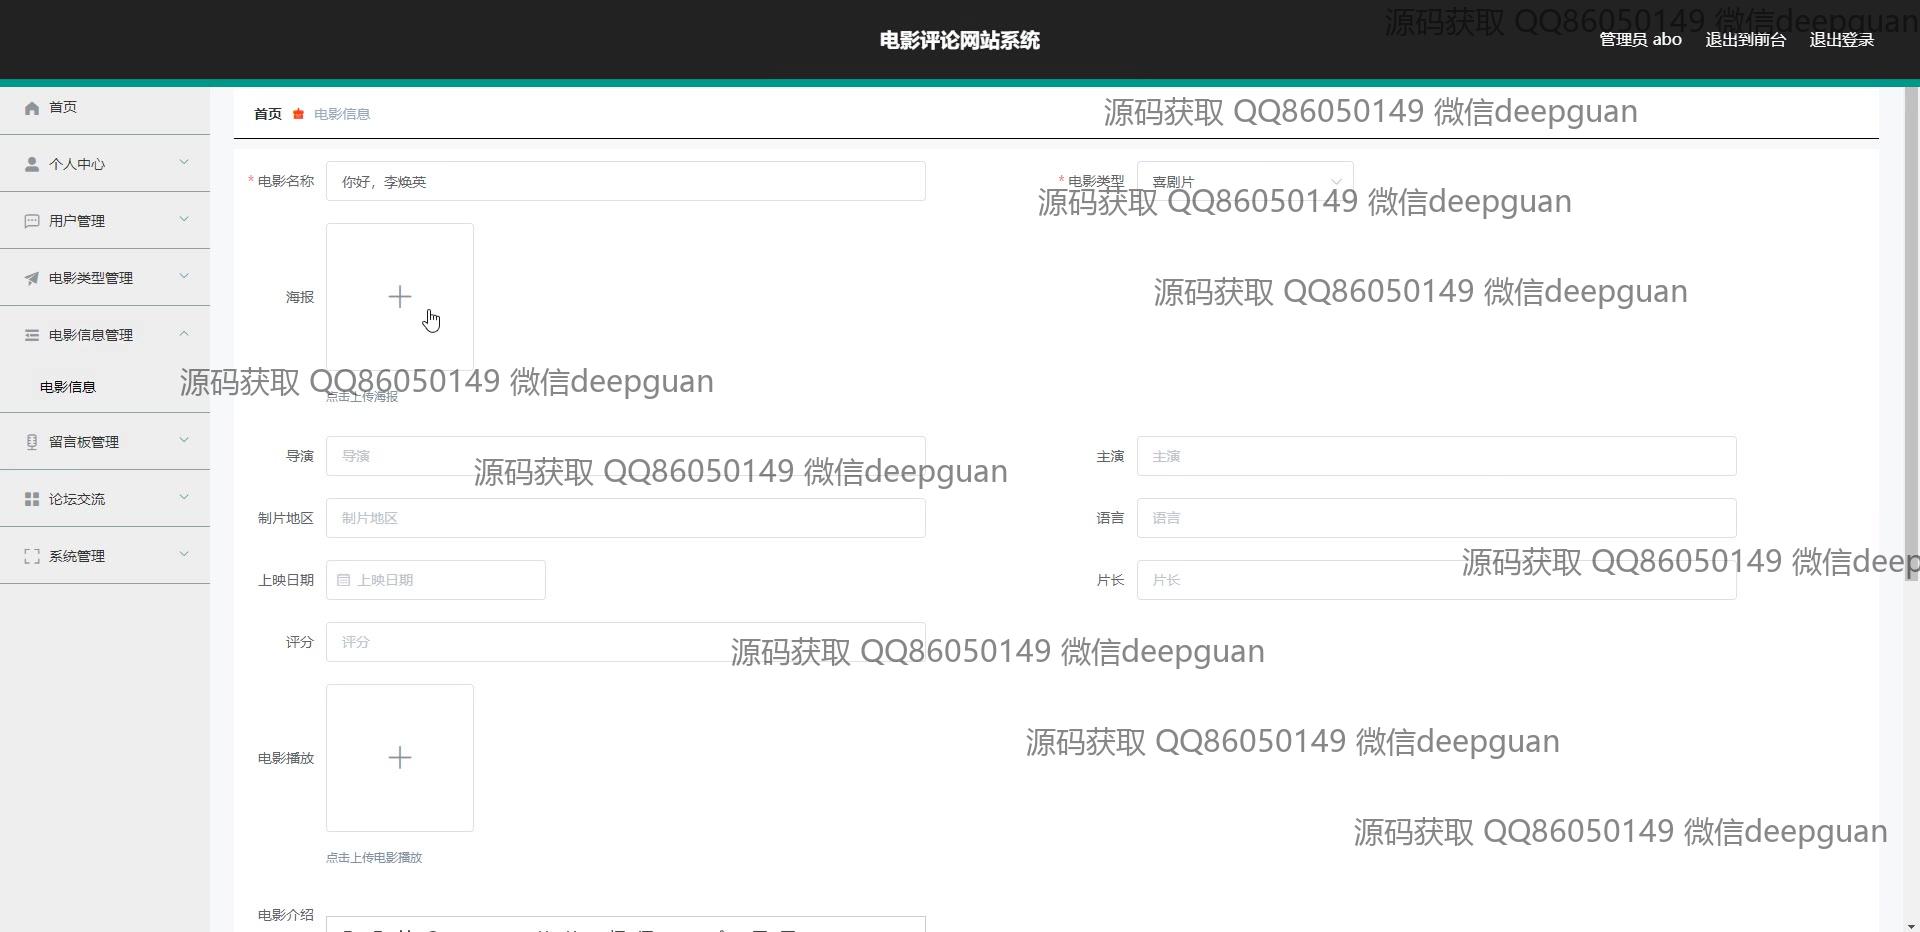 电影评论网站系统
源码获取 QQ86050149 微信deepguan
管理员 abo 退出到前台 退出登录
首页
首页 电影信息
源码获取 QQ86050149 微信deepguan
个人中心
*电影名称 你好，李焕英
*电影类型 喜剧片
源码获取 QQ86050149 微信deepguan
用户管理
电影类型管理
海报
源码获取 QQ86050149 微信deepguan
电影信息管理
电影信息
源码获取 QQ86050149 微信deepguan
点击上传海报
留言板管理
导演 导演
主演 主演
源码获取 QQ86050149 微信deepguan
论坛交流
制片地区 制片地区
语言 语言
系统管理
源码获取 QQ86050149 微信deep
上映日期 上映日期
片长 片长
评分 评分
源码获取 QQ86050149 微信deepguan
电影播放
源码获取 QQ86050149 微信deepguan
源码获取 QQ86050149 微信deepguan
点击上传电影播放
电影介绍